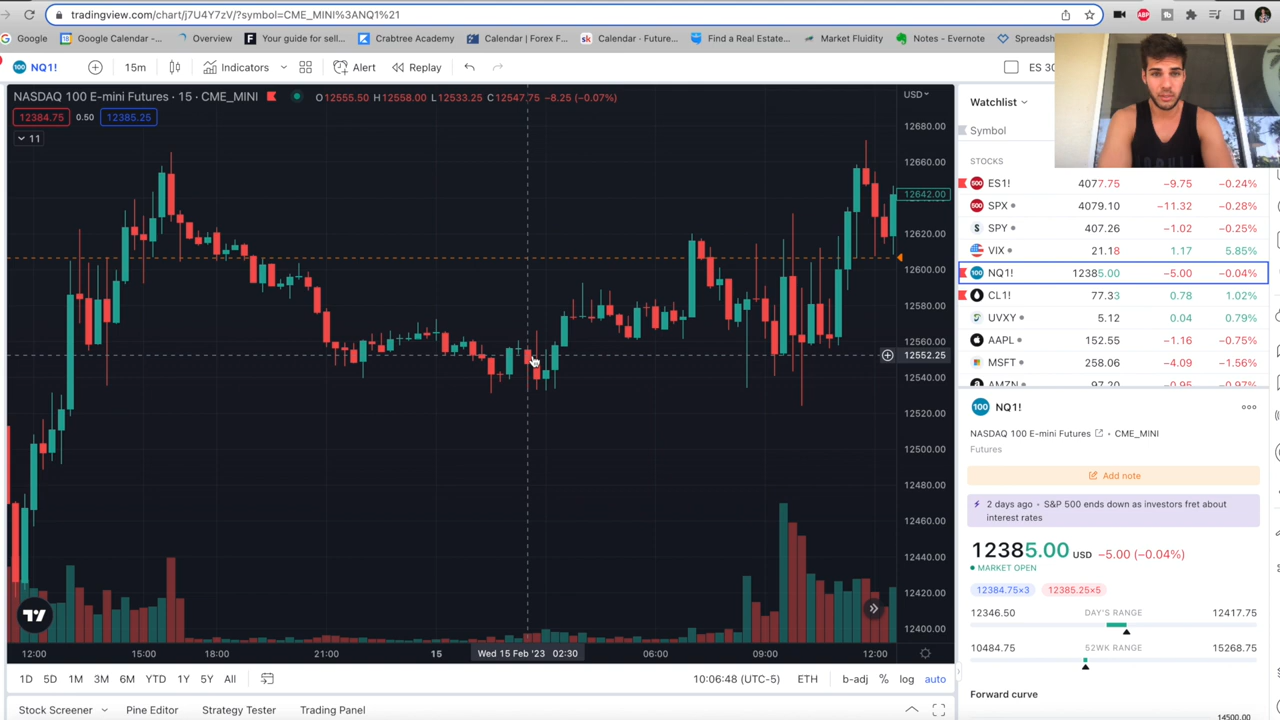 tradingview.com/chart/j7U4Y7zV/?symbol=CME_MINI%3ANQ1%21
Google
Google Calendar -...
Overview
Your guide for sell...
Crabtree Academy
Calendar | Forex F...
Calendar · Future...
Find a Real Estate...
Market Fluidity
Notes - Evernote
Spreadsh
NQ1!
15m
Indicators
Alert
Replay
ES 30
NASDAQ 100 E-mini Futures · 15 · CME_MINI
O12555.50 H12558.00 L12533.25 C12547.75 −8.25 (−0.07%)
USD
12384.75
0.50
12385.25
11
12680.00
12660.00
12642.00
12620.00
12600.00
12580.00
12560.00
12552.25
12540.00
12520.00
12500.00
12480.00
12460.00
12440.00
12420.00
12400.00
12:00
15:00
18:00
21:00
15
Wed 15 Feb '23 02:30
06:00
09:00
12:00
1D
5D
1M
3M
6M
YTD
1Y
5Y
All
10:06:48 (UTC-5)
ETH
b-adj
%
log
auto
Stock Screener
Pine Editor
Strategy Tester
Trading Panel
Watchlist
Symbol
STOCKS
ES1! 4077.75 −9.75 −0.24%
SPX 4079.10 −11.32 −0.28%
SPY 407.26 −1.02 −0.25%
VIX 21.18 1.17 5.85%
NQ1! 12385.00 −5.00 −0.04%
CL1! 77.33 0.78 1.02%
UVXY 5.12 0.04 0.79%
AAPL 152.55 −1.16 −0.75%
MSFT 258.06 −4.09 −1.56%
AMZN 97.20 −0.95 −0.97%
NQ1!
NASDAQ 100 E-mini Futures • CME_MINI
Futures
Add note
2 days ago · S&P 500 ends down as investors fret about
interest rates
12385.00 USD −5.00 (−0.04%)
MARKET OPEN
12384.75×3
12385.25×5
12346.50 DAY'S RANGE 12417.75
10484.75 52WK RANGE 15268.75
Forward curve
14500.00